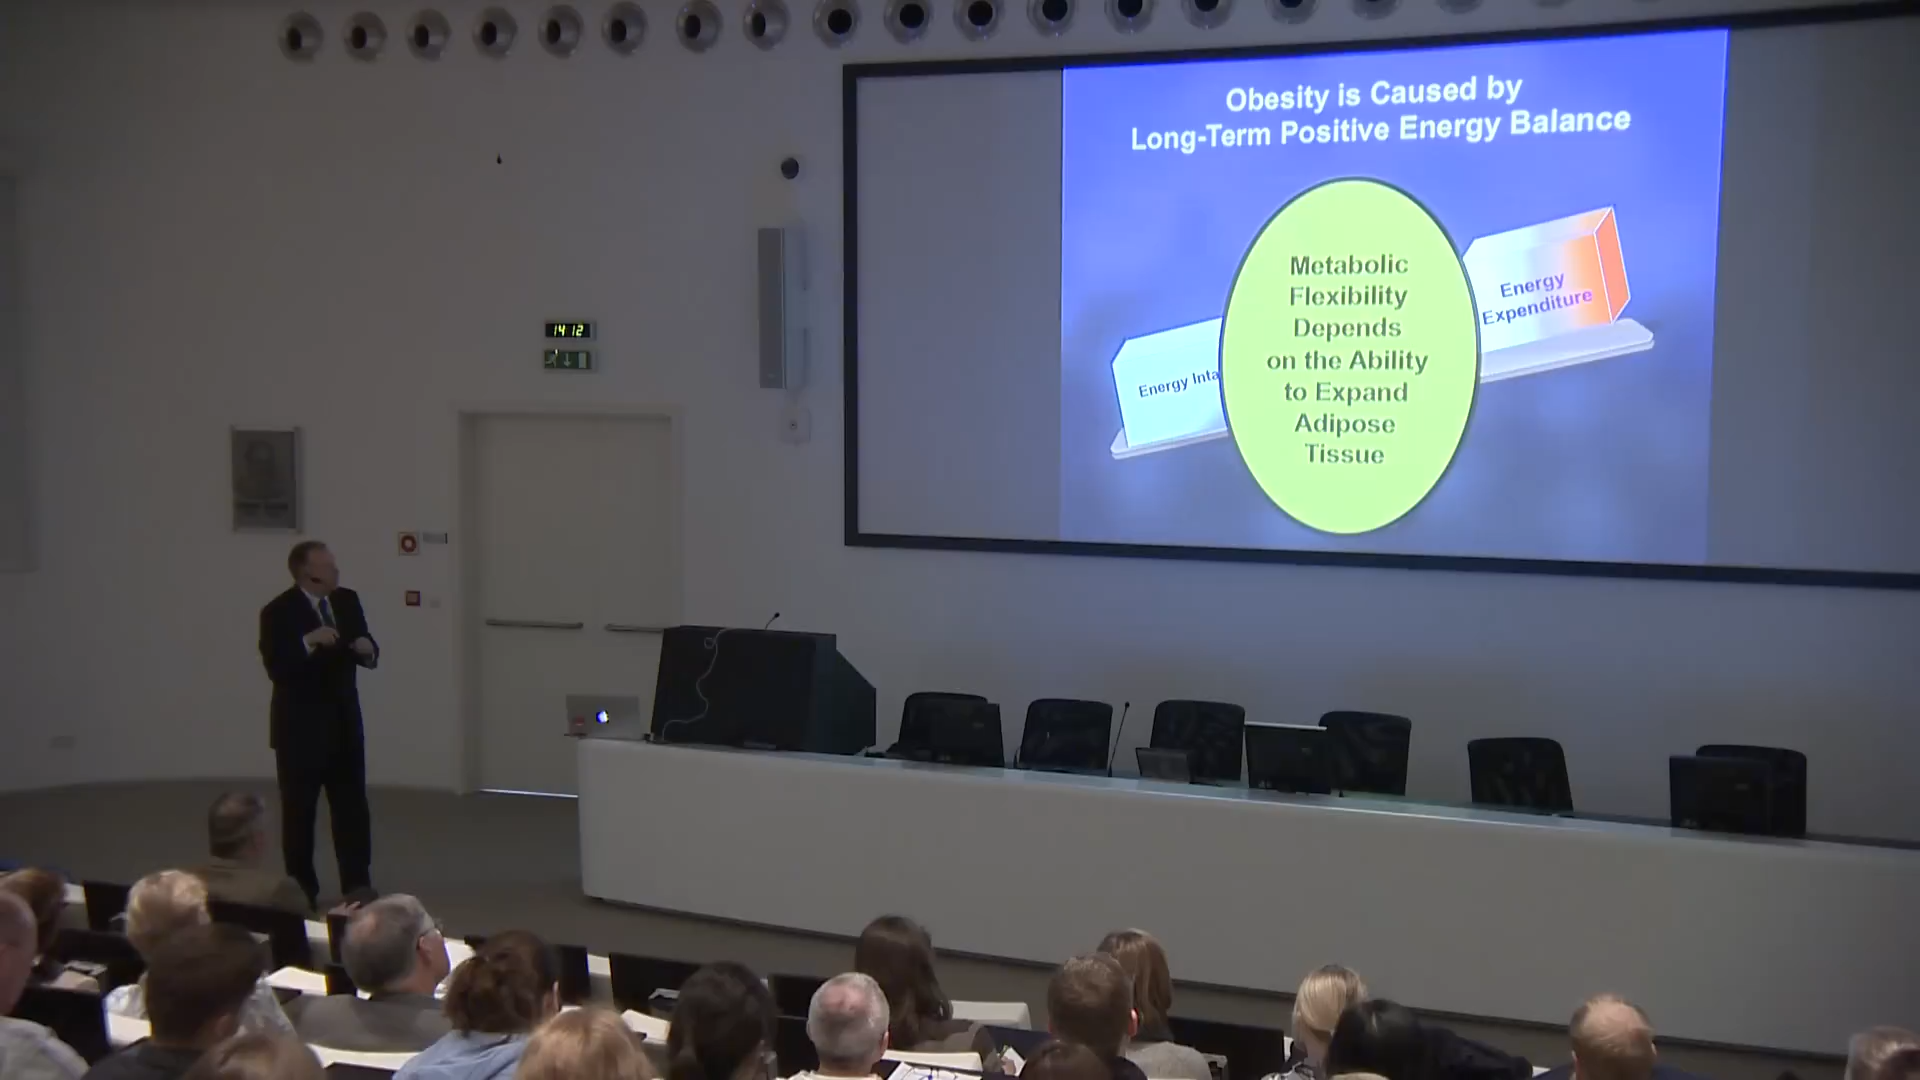 Obesity is Caused by
Long-Term Positive Energy Balance
Metabolic
Flexibility
Depends
on the Ability
to Expand
Adipose
Tissue
Energy
Expenditure
Energy Inta
14 12